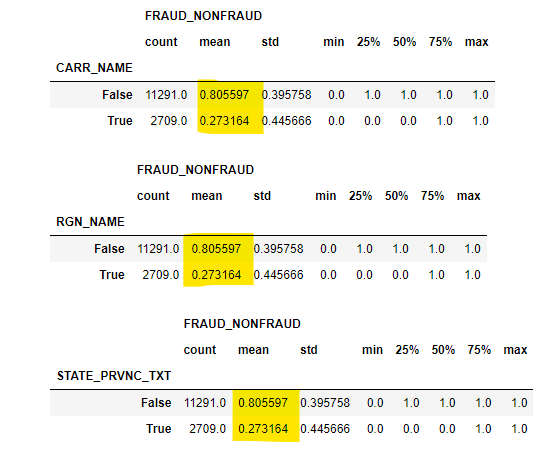 FRAUD_NONFRAUD
count mean std min 25% 50% 75% max
CARR_NAME
False 11291.0 0.805597 0.395758 0.0 1.0 1.0 1.0 1.0
True 2709.0 0.273164 0.445666 0.0 0.0 0.0 1.0 1.0
FRAUD_NONFRAUD
count mean std min 25% 50% 75% max
RGN_NAME
False 11291.0 0.805597 0.395758 0.0 1.0 1.0 1.0 1.0
True 2709.0 0.273164 0.445666 0.0 0.0 0.0 1.0 1.0
FRAUD_NONFRAUD
count mean std min 25% 50% 75% max
STATE_PRVNC_TXT
False 11291.0 0.805597 0.395758 0.0 1.0 1.0 1.0 1.0
True 2709.0 0.273164 0.445666 0.0 0.0 0.0 1.0 1.0